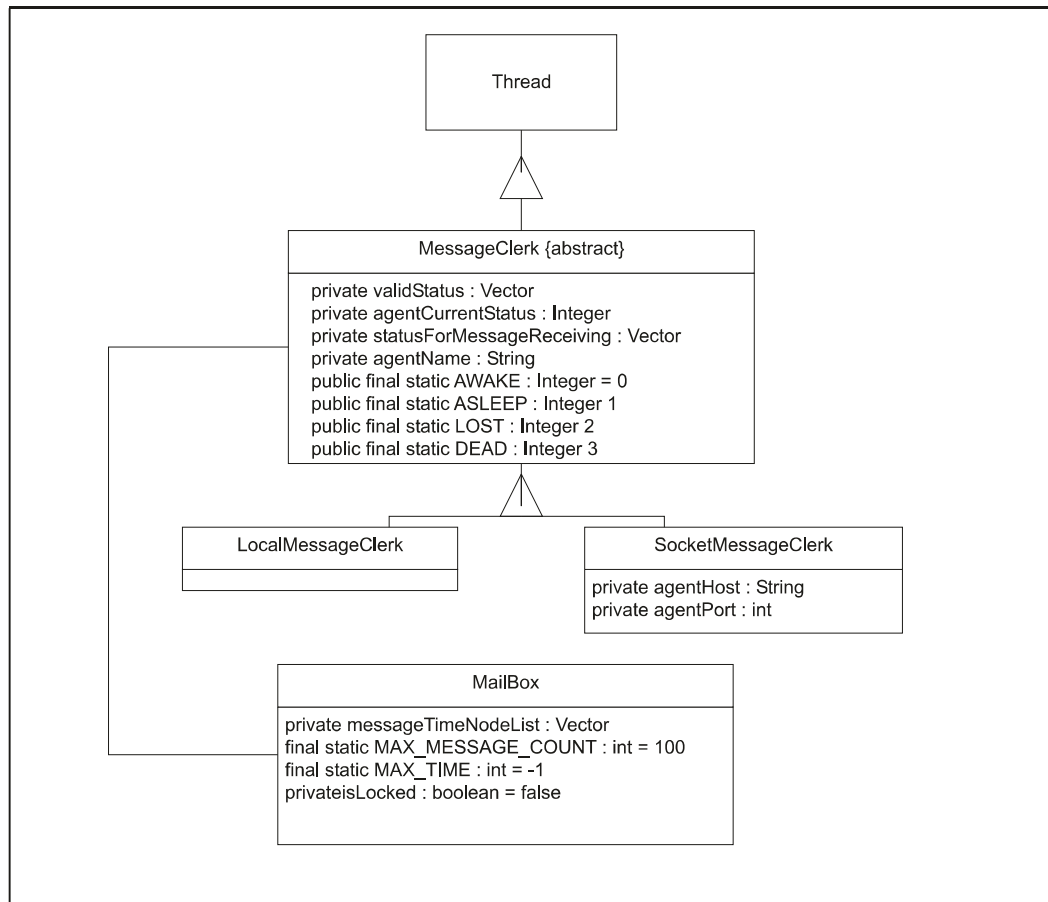 Thread
MessageClerk {abstract}
private validStatus : Vector
private agentCurrentStatus : Integer
private statusForMessageReceiving : Vector
private agentName : String
public final static AWAKE : Integer = 0
public final static ASLEEP : Integer 1
public final static LOST : Integer 2
public final static DEAD : Integer 3
LocalMessageClerk
SocketMessageClerk
private agentHost : String
private agentPort : int
MailBox
private messageTimeNodeList : Vector
final static MAX_MESSAGE_COUNT : int = 100
final static MAX_TIME : int = -1
privateisLocked : boolean = false